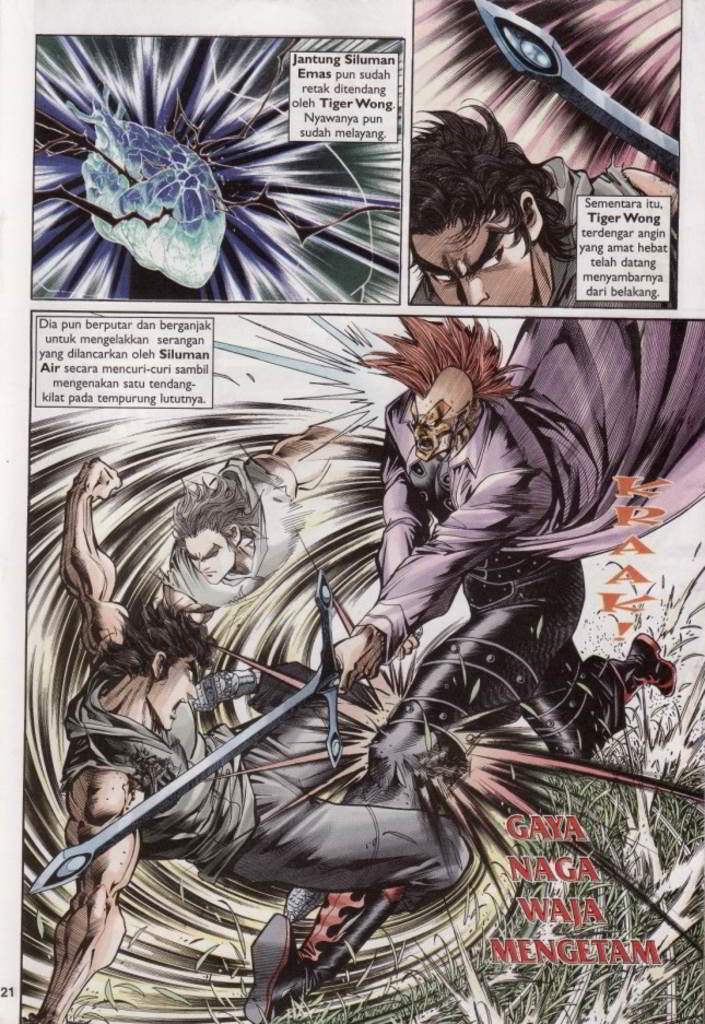 Jantung Siluman
Emas pun sudah
retak ditendang
oleh Tiger Wong.
Nyawanya pun
sudah melayang.
Sementara itu,
Tiger Wong
terdengar angin
yang amat hebat
telah datang
menyambarnya
dari belakang.
Dia pun berputar dan berganjak
untuk mengelakkan serangan
yang dilancarkan oleh Siluman
Air secara mencuri-curi sambil
mengenakan satu tendang-
kilat pada tempurung lututnya.
KRAAK!
GAYA
NAGA
WAJA
MENGETAM
21